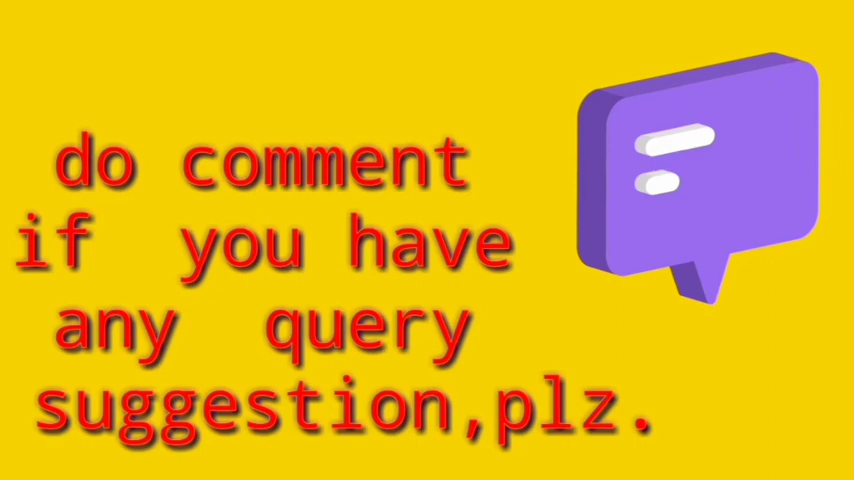 do comment
if you have
any query
suggestion,plz.